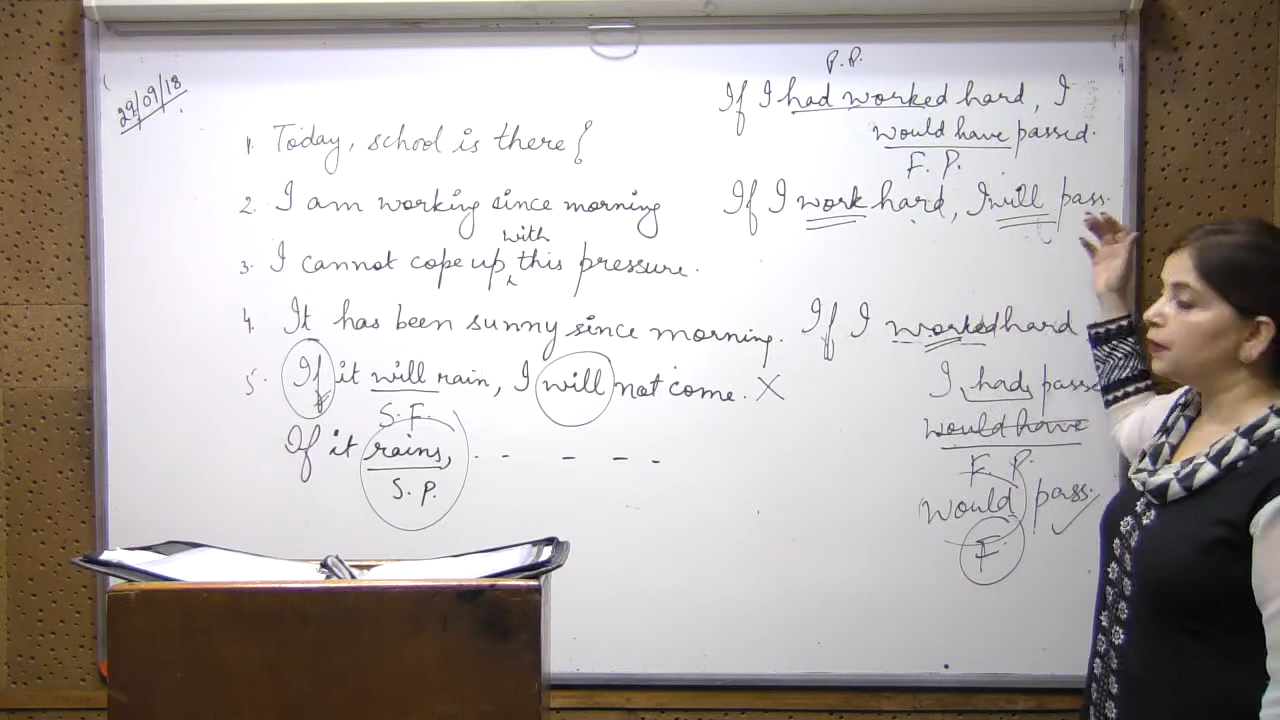 29/09/18
1. Today, school is there {
2. I am working since morning
with
3. I cannot cope up this pressure.
4. It has been sunny since morning.
5. If it will rain, I will not come. X
S. F.
If it rains, - - - - -
S. P.
P.P.
If I had worked hard, I
would have passed.
F. P.
If I work hard, I will pass.
If I worked hard
I had passe
would have
F. P.
would pass. ✓
F.